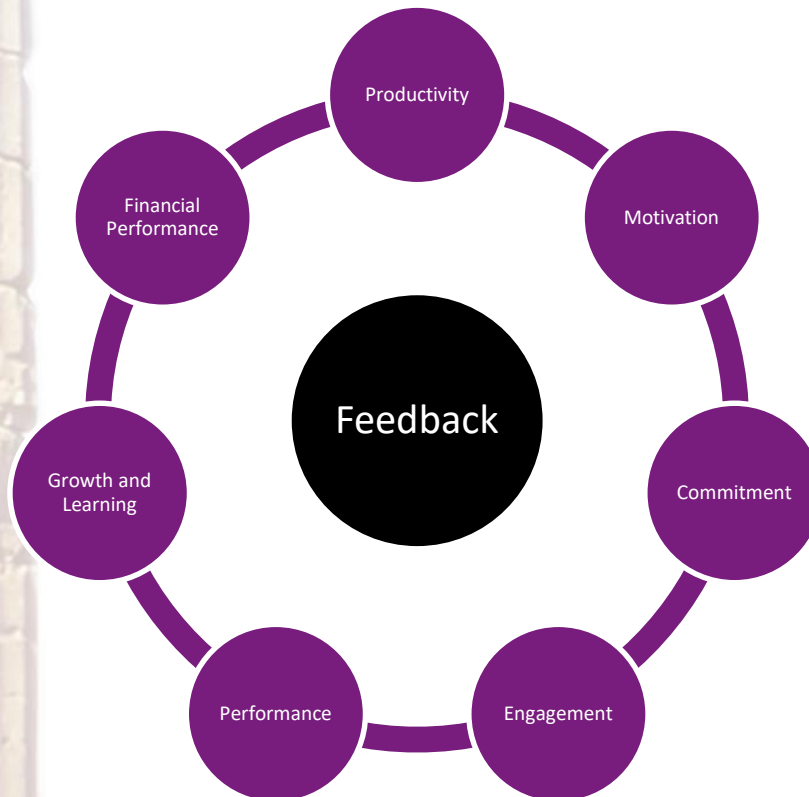 Productivity
Motivation
Commitment
Engagement
Performance
Growth and
Learning
Financial
Performance
Feedback